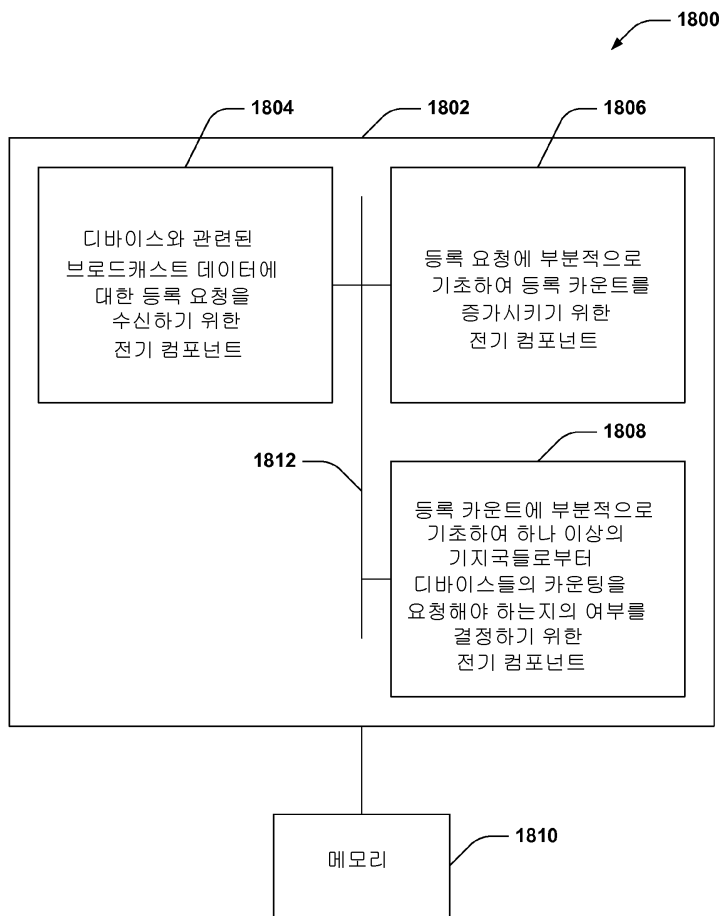 1800
1804
1802
1806
디바이스와 관련된
브로드캐스트 데이터에
대한 등록 요청을
수신하기 위한
전기 컴포넌트
등록 요청에 부분적으로
기초하여 등록 카운트를
증가시키기 위한
전기 컴포넌트
1808
1812
등록 카운트에 부분적으로
기초하여 하나 이상의
기지국들로부터
디바이스들의 카운팅을
요청해야 하는지의 여부를
결정하기 위한
전기 컴포넌트
1810
메모리